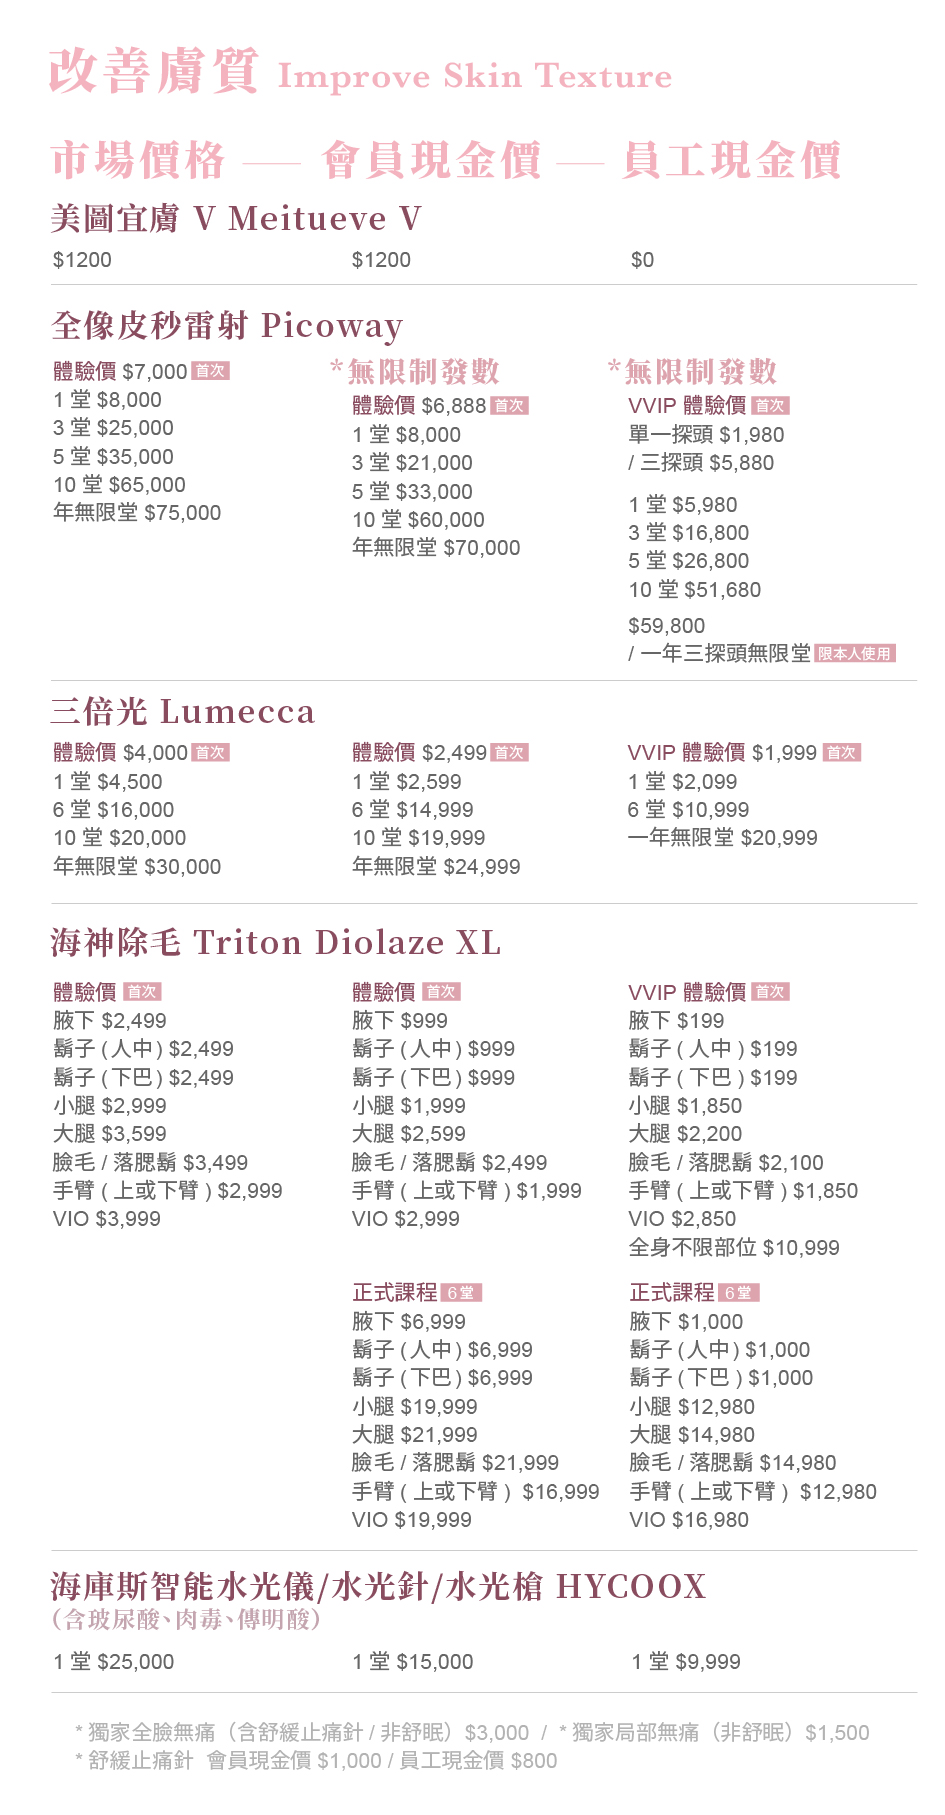 改善膚質 Improve Skin Texture
市場價格 — 會員現金價 — 員工現金價
美圖宜膚 V Meitueve V
$1200 $1200 $0
全像皮秒雷射 Picoway
體驗價 $7,000 首次
1 堂 $8,000
3 堂 $25,000
5 堂 $35,000
10 堂 $65,000
年無限堂 $75,000
*無限制發數
體驗價 $6,888 首次
1 堂 $8,000
3 堂 $21,000
5 堂 $33,000
10 堂 $60,000
年無限堂 $70,000
*無限制發數
VVIP 體驗價 首次
單一探頭 $1,980
/ 三探頭 $5,880
1 堂 $5,980
3 堂 $16,800
5 堂 $26,800
10 堂 $51,680
$59,800
/ 一年三探頭無限堂 限本人使用
三倍光 Lumecca
體驗價 $4,000 首次
1 堂 $4,500
6 堂 $16,000
10 堂 $20,000
年無限堂 $30,000
體驗價 $2,499 首次
1 堂 $2,599
6 堂 $14,999
10 堂 $19,999
年無限堂 $24,999
VVIP 體驗價 $1,999 首次
1 堂 $2,099
6 堂 $10,999
一年無限堂 $20,999
海神除毛 Triton Diolaze XL
體驗價 首次
腋下 $2,499
鬍子 (人中) $2,499
鬍子 (下巴) $2,499
小腿 $2,999
大腿 $3,599
臉毛 / 落腮鬍 $3,499
手臂 ( 上或下臂 ) $2,999
VIO $3,999
體驗價 首次
腋下 $999
鬍子 (人中) $999
鬍子 (下巴) $999
小腿 $1,999
大腿 $2,599
臉毛 / 落腮鬍 $2,499
手臂 ( 上或下臂 ) $1,999
VIO $2,999
VVIP 體驗價 首次
腋下 $199
鬍子 ( 人中 ) $199
鬍子 ( 下巴 ) $199
小腿 $1,850
大腿 $2,200
臉毛 / 落腮鬍 $2,100
手臂 ( 上或下臂 ) $1,850
VIO $2,850
全身不限部位 $10,999
正式課程 6堂
腋下 $6,999
鬍子 (人中) $6,999
鬍子 (下巴) $6,999
小腿 $19,999
大腿 $21,999
臉毛 / 落腮鬍 $21,999
手臂 ( 上或下臂 ) $16,999
VIO $19,999
正式課程 6堂
腋下 $1,000
鬍子 (人中) $1,000
鬍子 (下巴 ) $1,000
小腿 $12,980
大腿 $14,980
臉毛 / 落腮鬍 $14,980
手臂 ( 上或下臂 ) $12,980
VIO $16,980
海庫斯智能水光儀/水光針/水光槍 HYCOOX
（含玻尿酸、肉毒、傳明酸）
1 堂 $25,000 1 堂 $15,000 1 堂 $9,999
* 獨家全臉無痛（含舒緩止痛針 / 非舒眠）$3,000 / * 獨家局部無痛（非舒眠）$1,500
* 舒緩止痛針 會員現金價 $1,000 / 員工現金價 $800